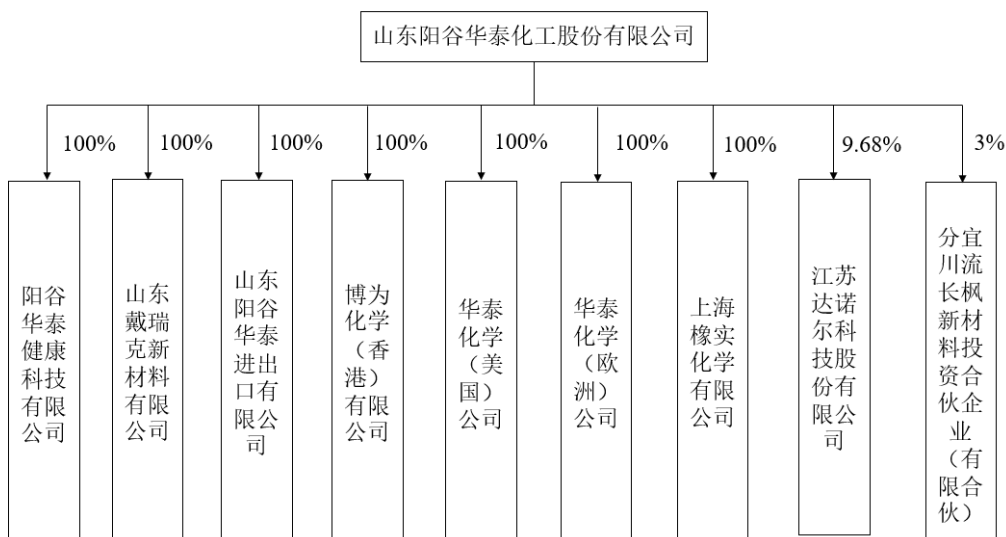 山东阳谷华泰化工股份有限公司
100%
100%
100%
100%
100%
100%
100%
9.68%
3%
阳谷
华泰
健康
科技
有限
公司
山东
戴瑞
克新
材料
有限
公司
山东
阳谷
华泰
进出
口有
限公
司
博为
化学
（香
港）
有限
公司
华泰
化学
（美
国）
公司
华泰
化学
（欧
洲）
公司
上海
橡实
化学
有限
公司
江苏
达诺
尔科
技股
份有
限公
司
分宜
川流
长枫
新材
料投
资合
伙企
业
（有
限合
伙）